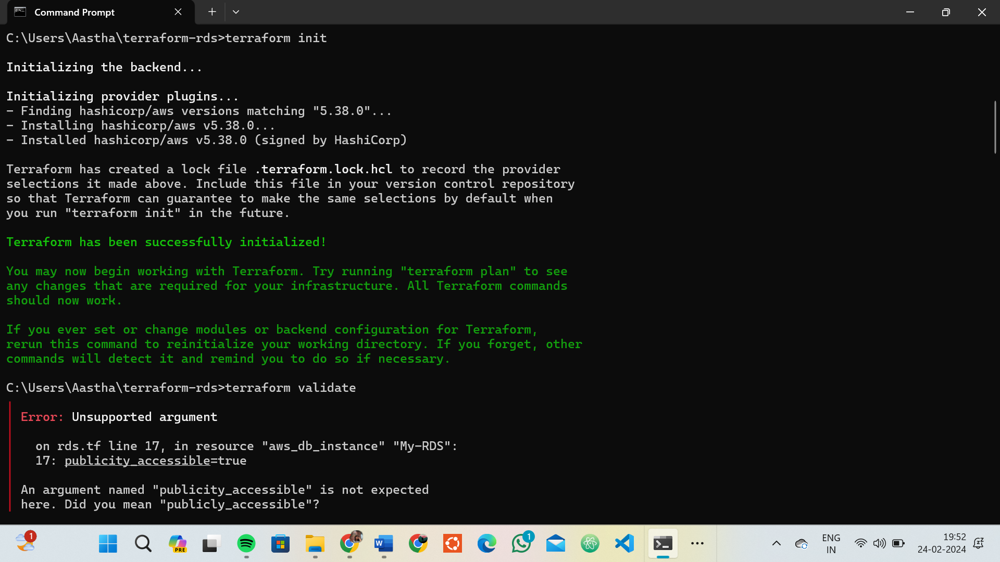 Command Prompt
C:\Users\Aastha\terraform-rds>terraform init
Initializing the backend...
Initializing provider plugins...
- Finding hashicorp/aws versions matching "5.38.0"...
- Installing hashicorp/aws v5.38.0...
- Installed hashicorp/aws v5.38.0 (signed by HashiCorp)
Terraform has created a lock file .terraform.lock.hcl to record the provider
selections it made above. Include this file in your version control repository
so that Terraform can guarantee to make the same selections by default when
you run "terraform init" in the future.
Terraform has been successfully initialized!
You may now begin working with Terraform. Try running "terraform plan" to see
any changes that are required for your infrastructure. All Terraform commands
should now work.
If you ever set or change modules or backend configuration for Terraform,
rerun this command to reinitialize your working directory. If you forget, other
commands will detect it and remind you to do so if necessary.
C:\Users\Aastha\terraform-rds>terraform validate
Error: Unsupported argument
on rds.tf line 17, in resource "aws_db_instance" "My-RDS":
17: publicity_accessible=true
An argument named "publicity_accessible" is not expected
here. Did you mean "publicly_accessible"?
1
PRE
W
1
ENG
IN
19:52
24-02-2024